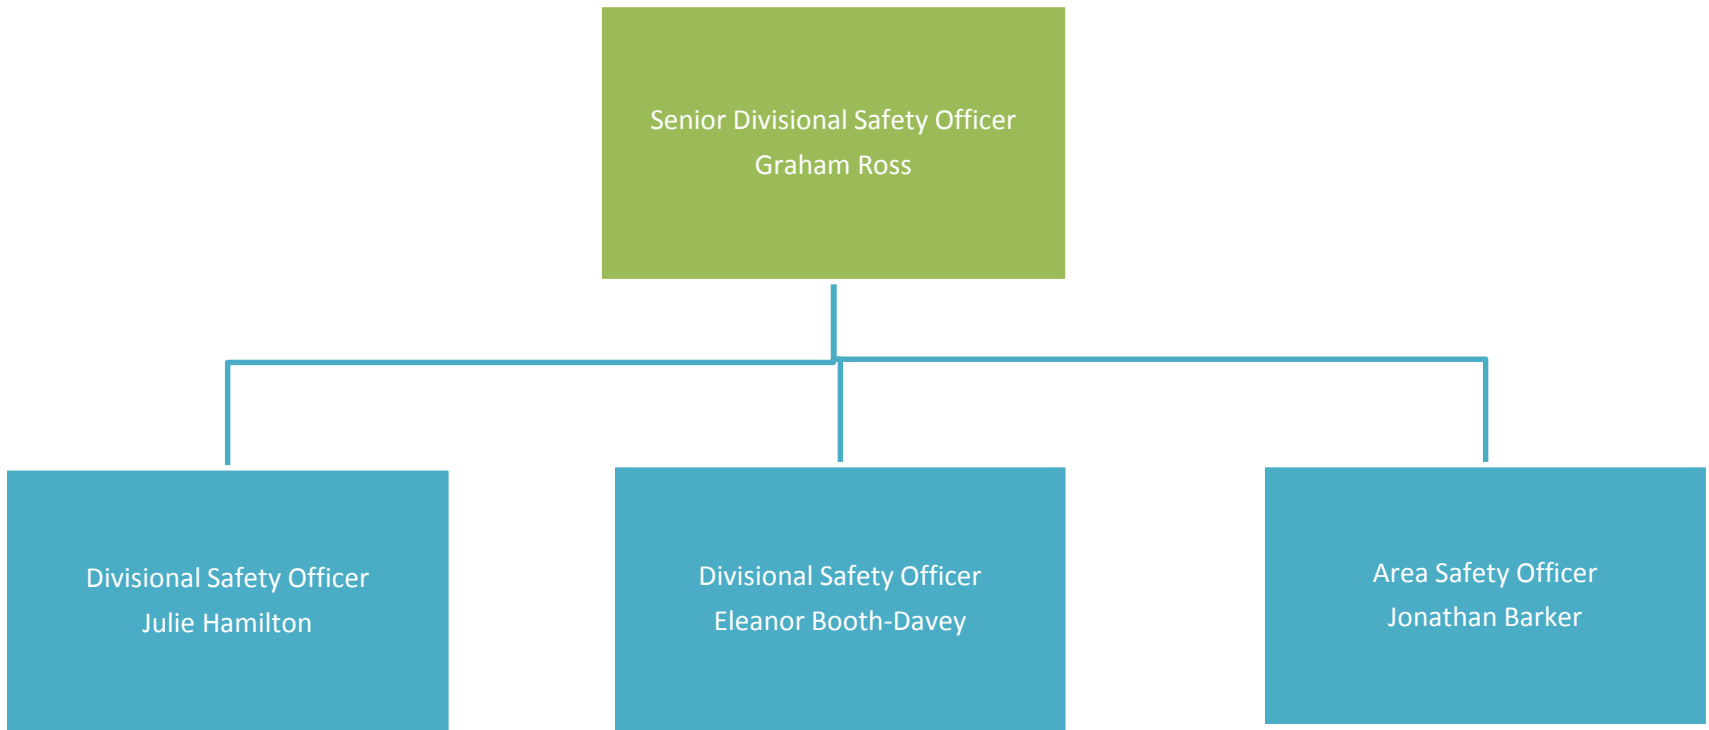 Senior Divisional Safety Officer
Graham Ross
Divisional Safety Officer
Julie Hamilton
Divisional Safety Officer
Eleanor Booth-Davey
Area Safety Officer
Jonathan Barker